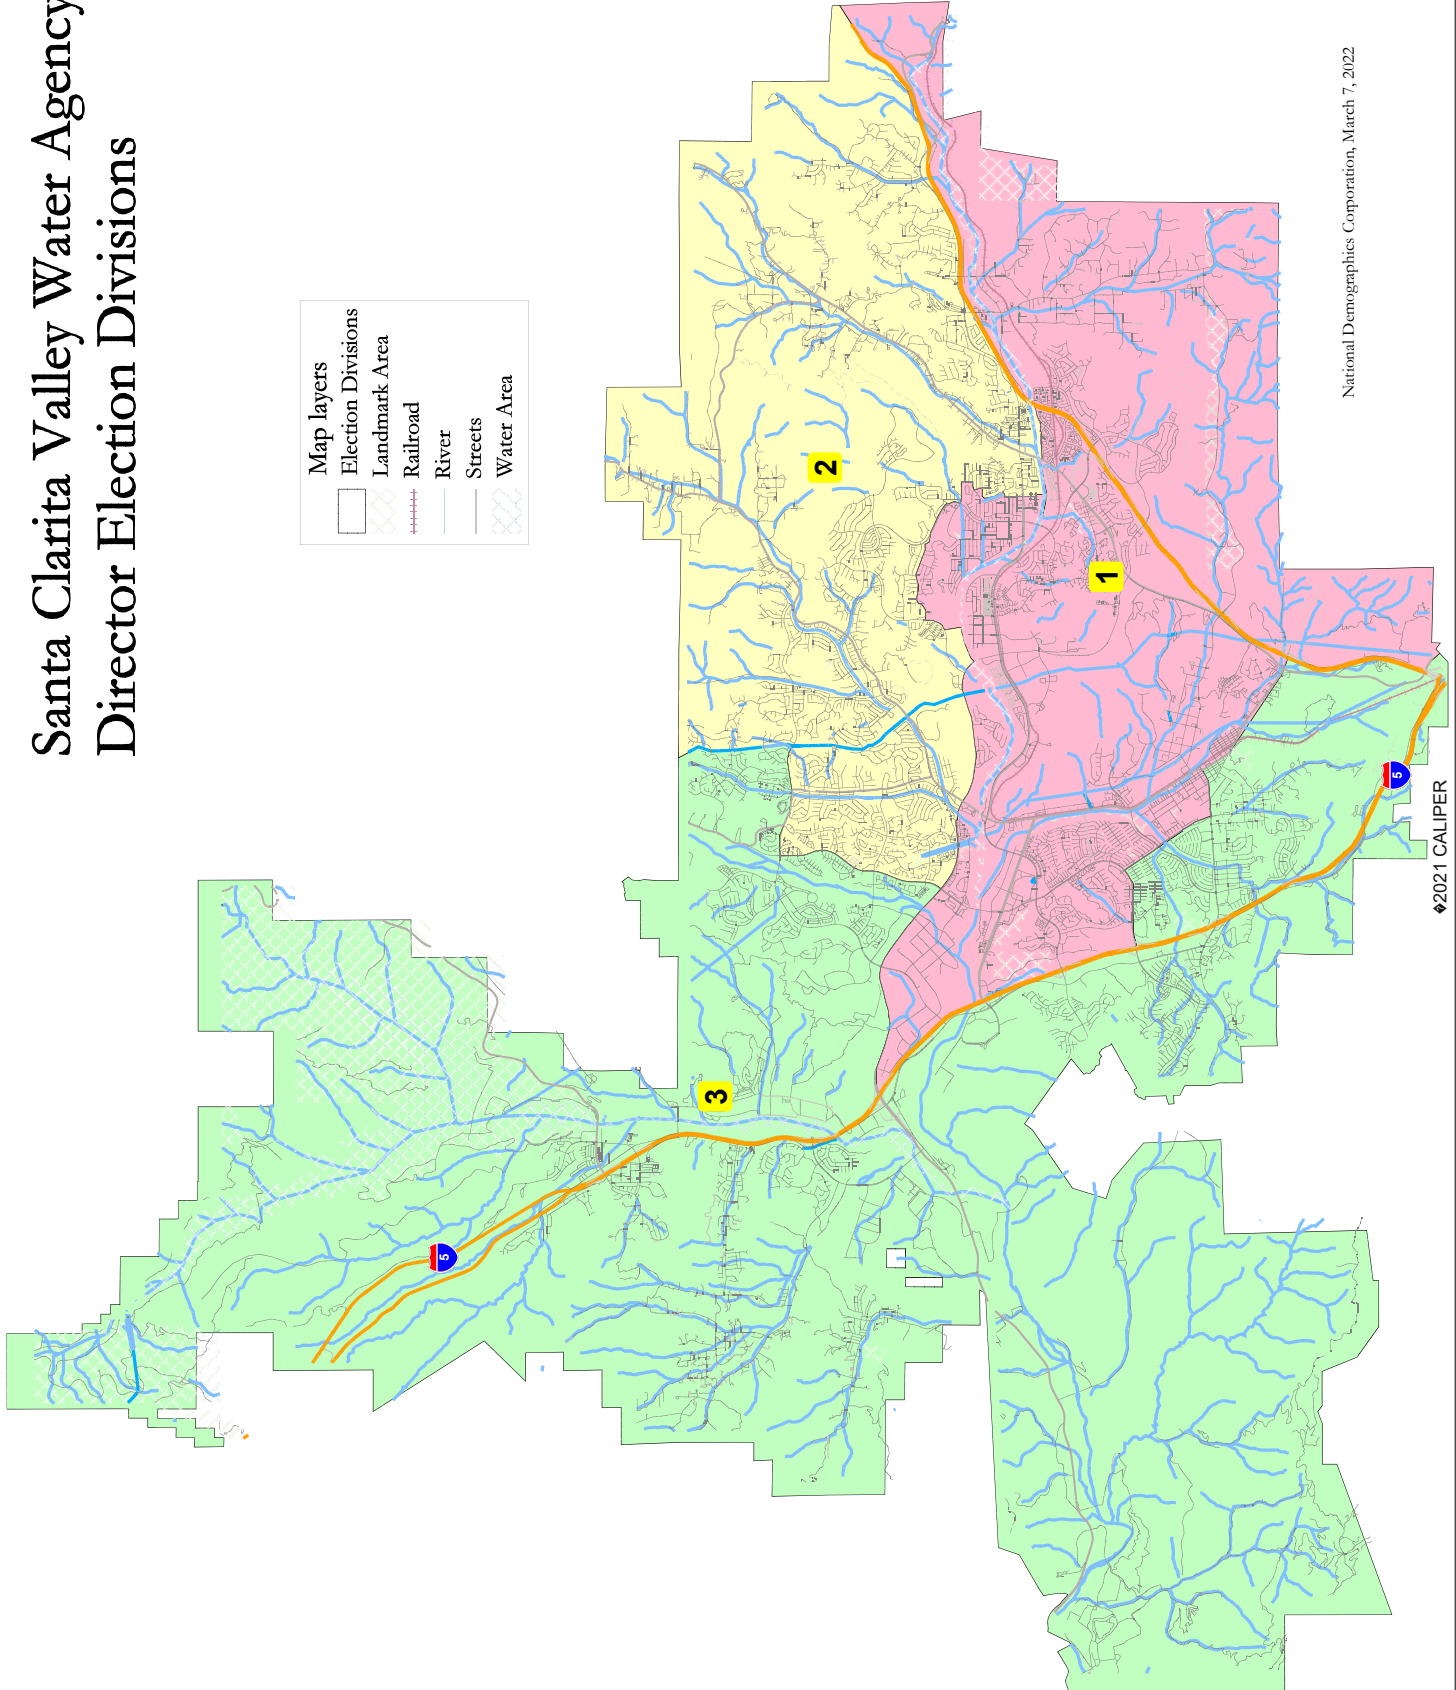 Santa Clarita Valley Water Agency
Director Election Divisions
Map layers
Election Divisions
Landmark Area
Railroad
River
Streets
Water Area
2
1
3
5
5
National Demographics Corporation, March 7, 2022
�2021 CALIPER